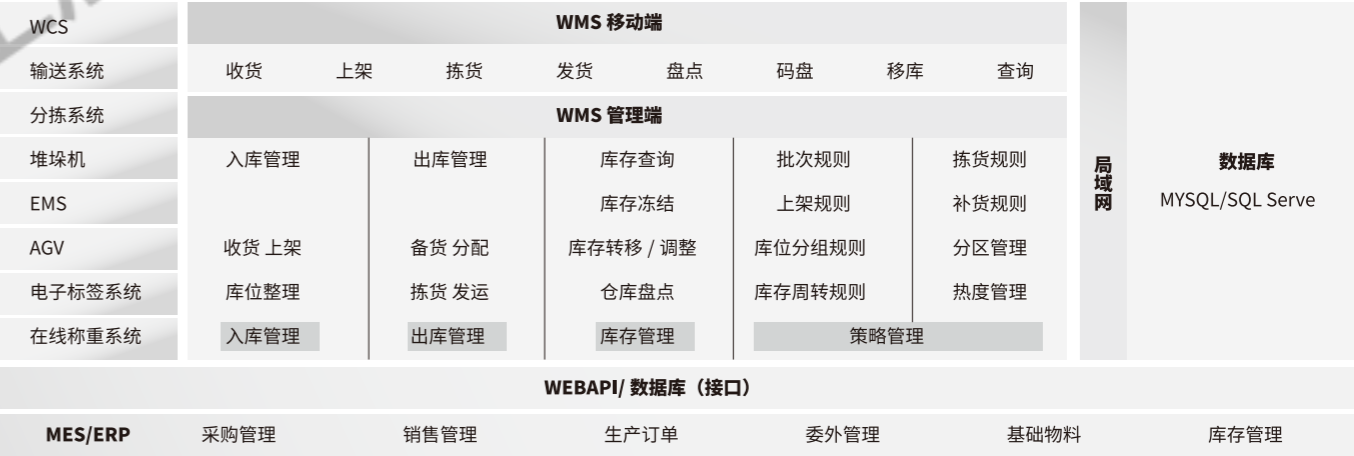 WCS
输送系统
分拣系统
堆垛机
EMS
AGV
电子标签系统
在线称重系统
WMS 移动端
收货 上架 拣货 发货 盘点 码盘 移库 查询
WMS 管理端
入库管理 出库管理 库存查询 批次规则 拣货规则
库存冻结 上架规则 补货规则
收货 上架 备货 分配 库存转移 / 调整 库位分组规则 分区管理
库位整理 拣货 发运 仓库盘点 库存周转规则 热度管理
入库管理 出库管理 库存管理 策略管理
局域网
数据库
MYSQL/SQL Serve
WEBAPI/ 数据库（接口）
MES/ERP 采购管理 销售管理 生产订单 委外管理 基础物料 库存管理